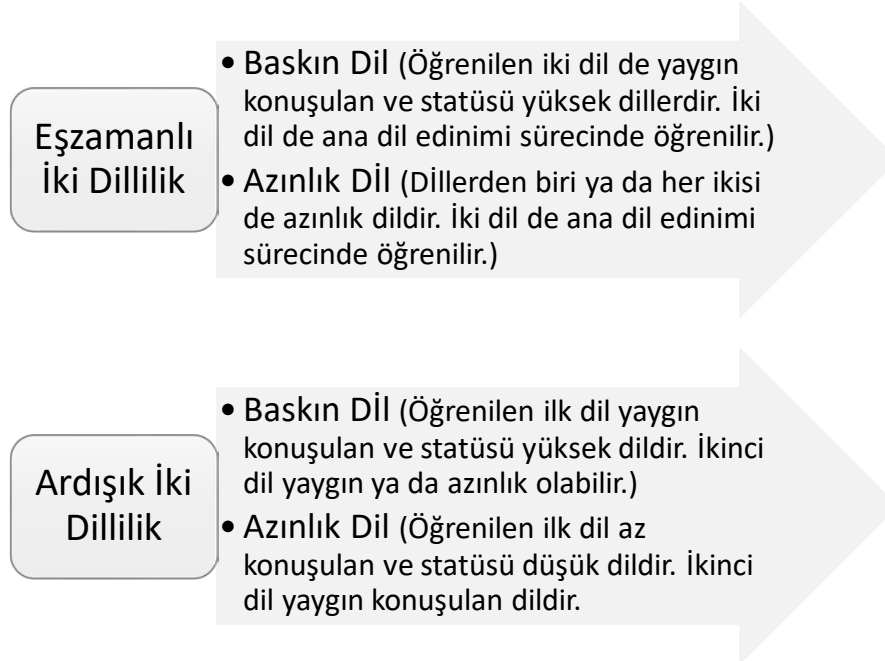 Eşzamanlı
İki Dillilik
• Baskın Dil (Öğrenilen iki dil de yaygın
konuşulan ve statüsü yüksek dillerdir. İki
dil de ana dil edinimi sürecinde öğrenilir.)
• Azınlık DİL (Dİllerden biri ya da her ikisi
de azınlık dildir. İki dil de ana dil edinimi
sürecinde öğrenilir.)
Ardışık İki
Dillilik
• Baskın Dİl (Öğrenilen ilk dil yaygın
konuşulan ve statüsü yüksek dildir. İkinci
dil yaygın ya da azınlık olabilir.)
• Azınlık Dil (Öğrenilen ilk dil az
konuşulan ve statüsü düşük dildir. İkinci
dil yaygın konuşulan dildir.